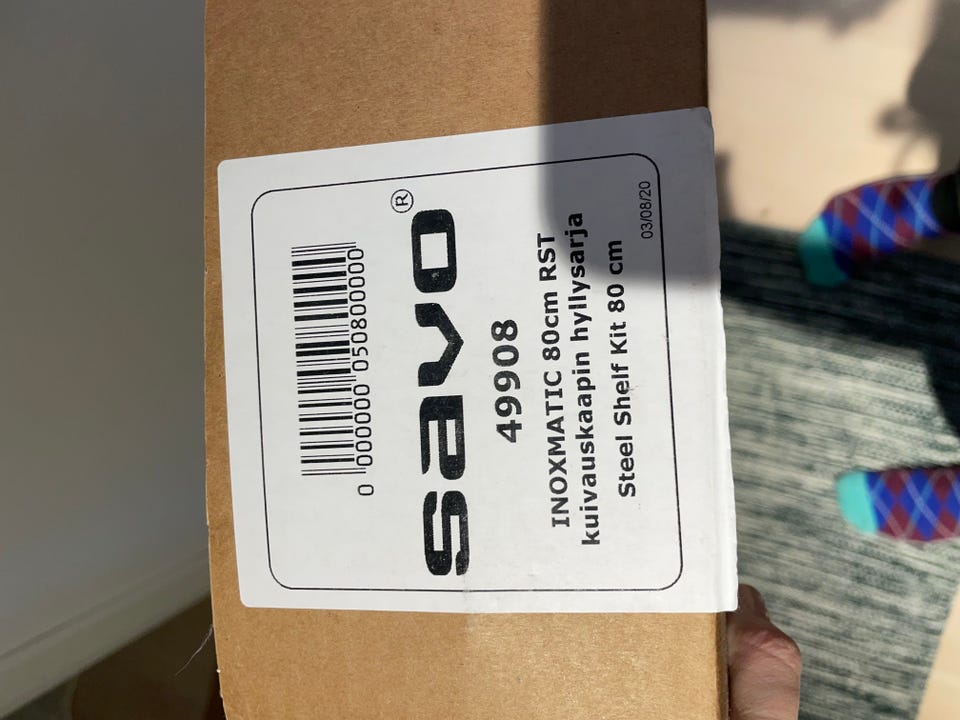 0 000000 050800000
savo®
49908
INOXMATIC 80cm RST
kuivauskaapin hyllysarja
Steel Shelf Kit 80 cm
03/08/20